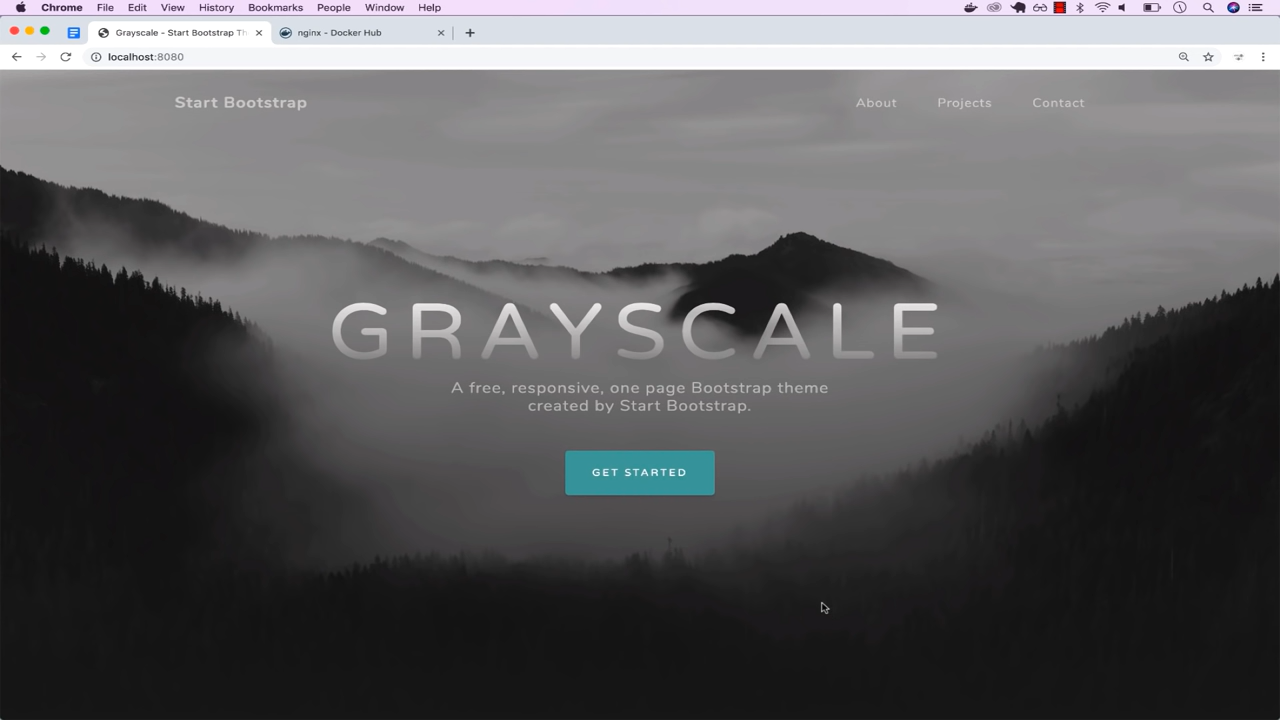 Chrome File Edit View History Bookmarks People Window Help
Grayscale - Start Bootstrap Th
nginx - Docker Hub
localhost:8080
Start Bootstrap
About Projects Contact
GRAYSCALE
A free, responsive, one page Bootstrap theme
created by Start Bootstrap.
GET STARTED